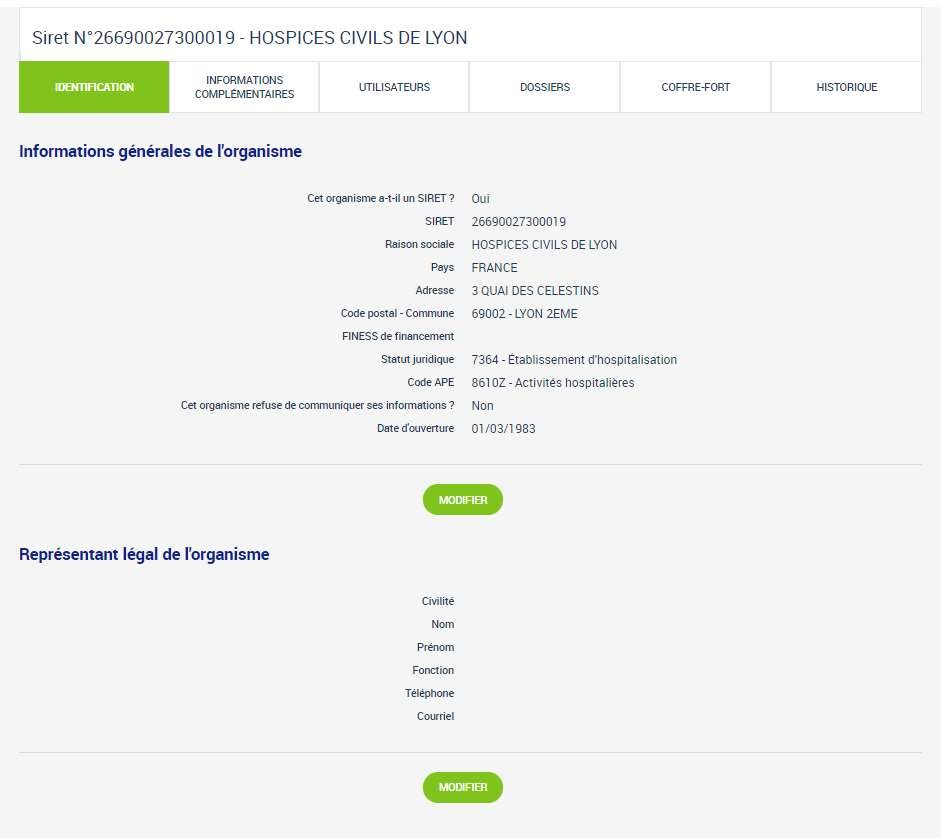 Siret N°26690027300019 - HOSPICES CIVILS DE LYON
IDENTIFICATION
INFORMATIONS
COMPLÉMENTAIRES
UTILISATEURS
DOSSIERS
COFFRE-FORT
HISTORIQUE
Informations générales de l'organisme
Cet organisme a-t-il un SIRET ? Oui
SIRET 26690027300019
Raison sociale HOSPICES CIVILS DE LYON
Pays FRANCE
Adresse 3 QUAI DES CELESTINS
Code postal - Commune 69002 - LYON 2EME
FINESS de financement
Statut juridique 7364 - Établissement d'hospitalisation
Code APE 8610Z - Activités hospitalières
Cet organisme refuse de communiquer ses informations ? Non
Date d'ouverture 01/03/1983
MODIFIER
Représentant légal de l'organisme
Civilité
Nom
Prénom
Fonction
Téléphone
Courriel
MODIFIER